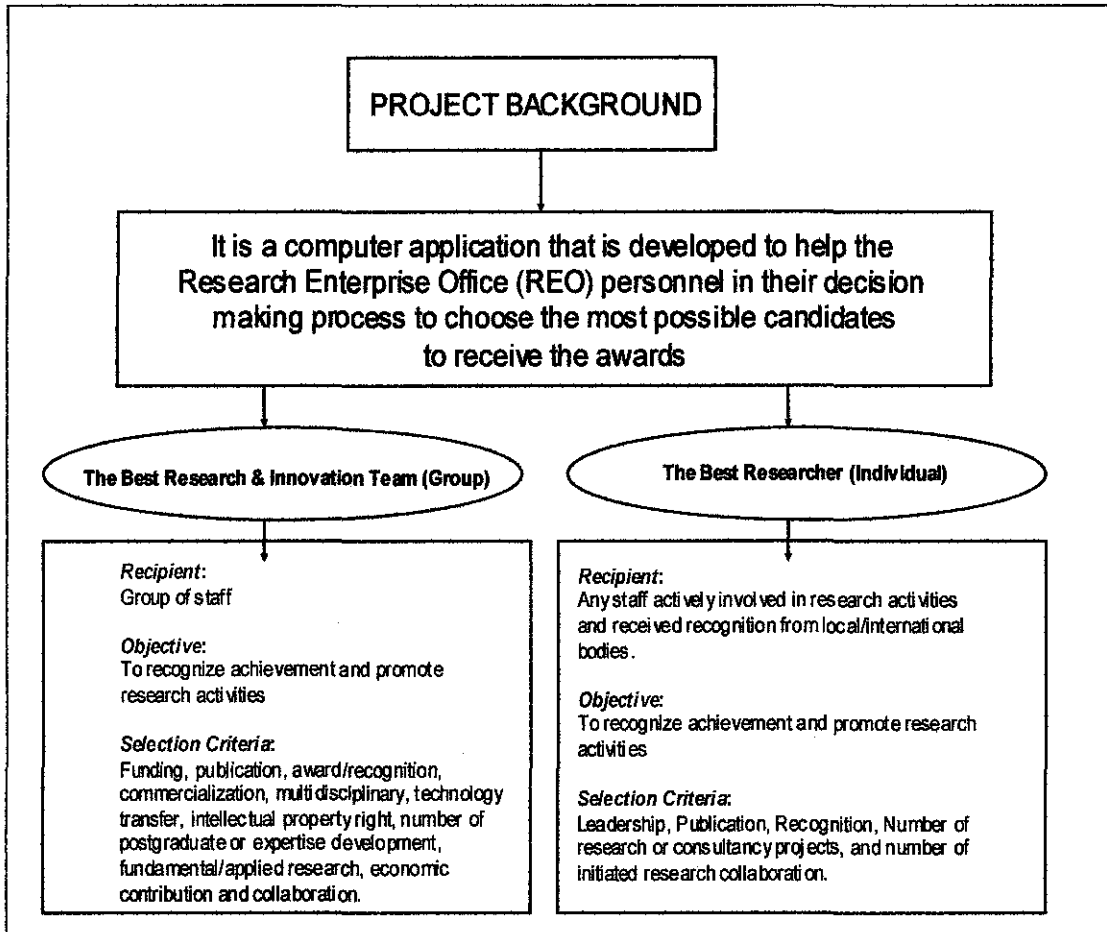 PROJECT BACKGROUND
It is a computer application that is developed to help the
Research Enterprise Office (REO) personnel in their decision
making process to choose the most possible candidates
to receive the awards
The Best Research & Innovation Team (Group)
The Best Researcher (Individual)
Recipient:
Group of staff
Objective:
To recognize achievement and promote
research activities
Selection Criteria:
Funding, publication, award/recognition,
commercialization, multidisciplinary, technology
transfer, intellectual property right, number of
postgraduate or expertise development,
fundamental/applied research, economic
contribution and collaboration.
Recipient:
Any staff actively involved in research activities
and received recognition from local/international
bodies.
Objective:
To recognize achievement and promote research
activities
Selection Criteria:
Leadership, Publication, Recognition, Number of
research or consultancy projects, and number of
initiated research collaboration.